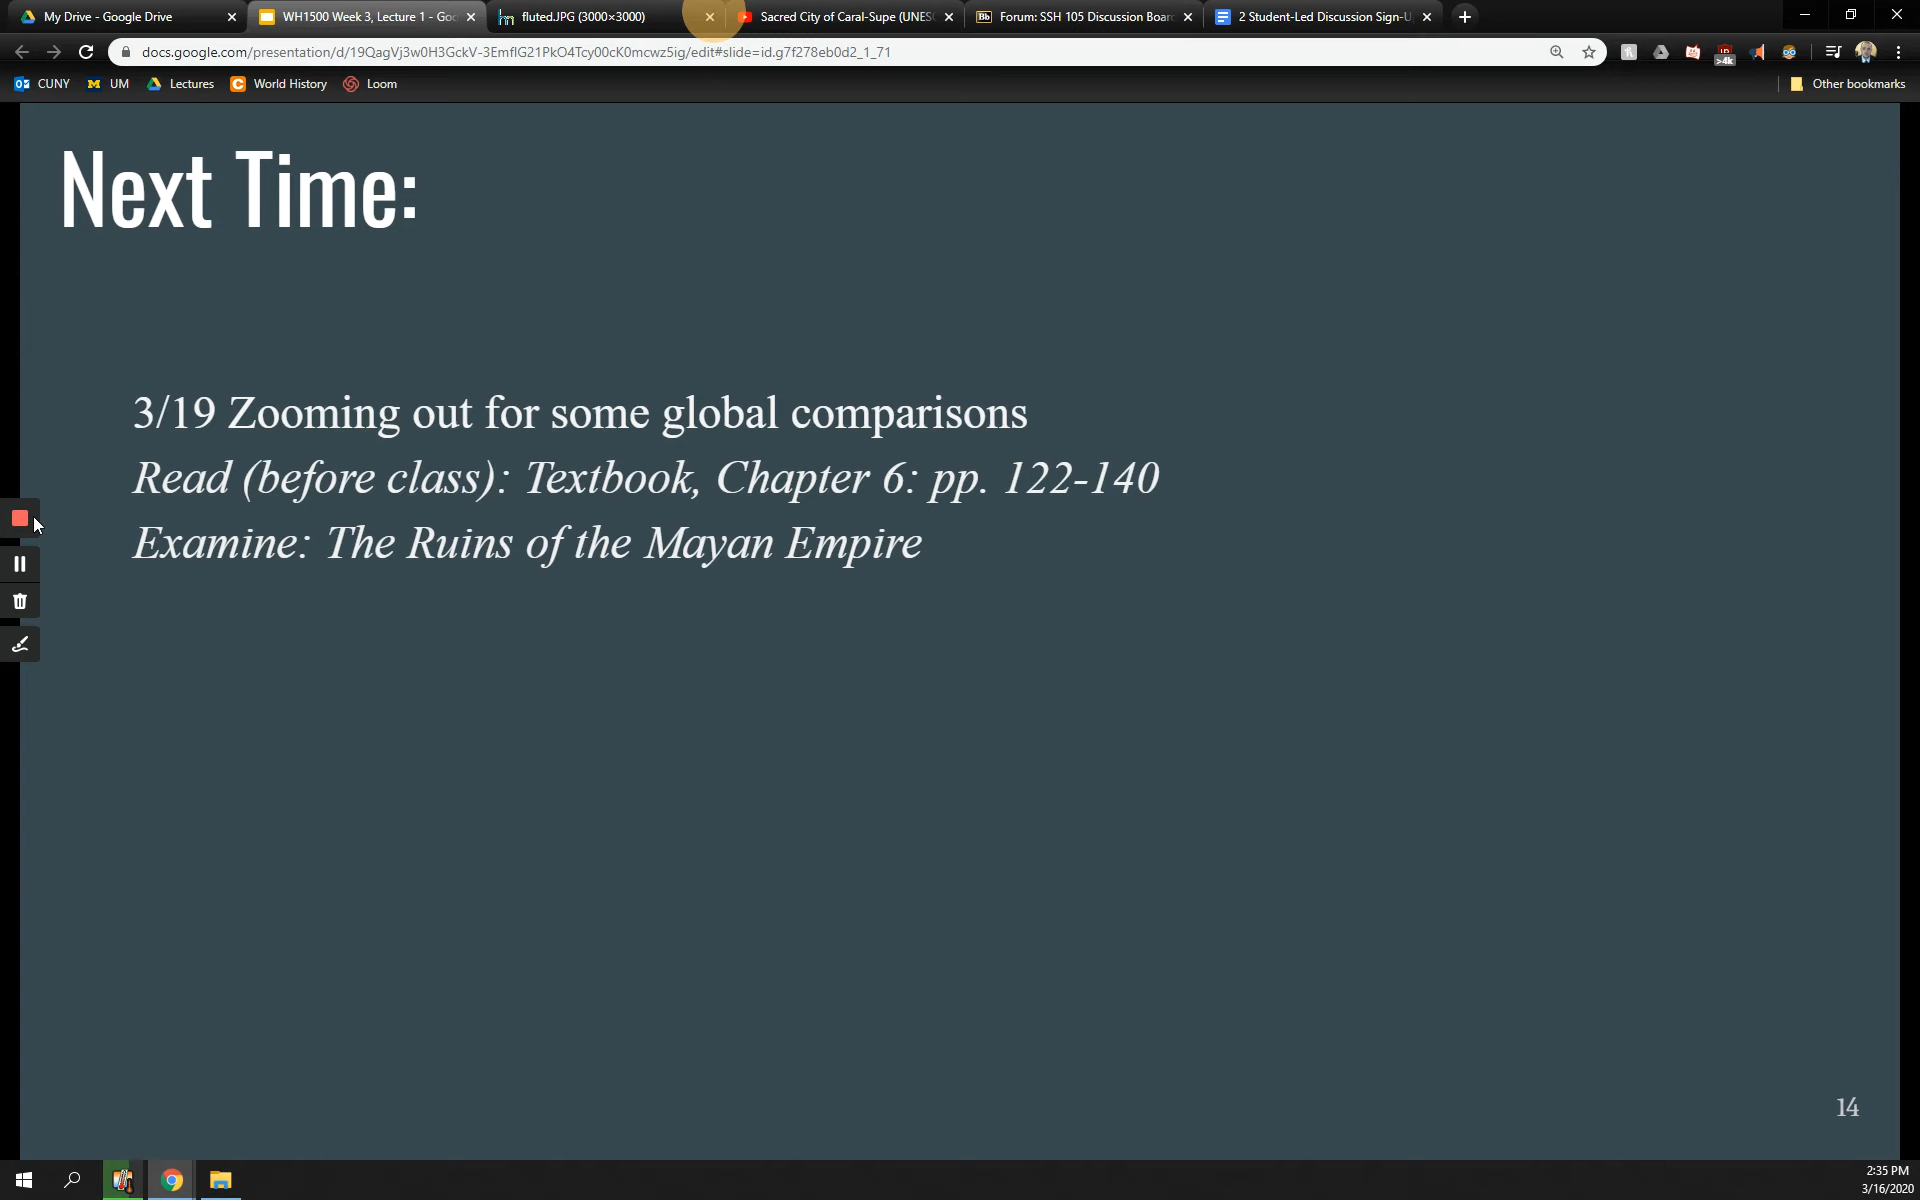 My Drive - Google Drive
WH1500 Week 3, Lecture 1 - Goo
fluted.JPG (3000×3000)
Sacred City of Caral-Supe (UNESC
Forum: SSH 105 Discussion Board
2 Student-Led Discussion Sign-U
docs.google.com/presentation/d/19QagVj3w0H3GckV-3EmflG21PkO4Tcy00cK0mcwz5ig/edit#slide=id.g7f278eb0d2_1_71
>4k
CUNY
UM
Lectures
World History
Loom
Other bookmarks
Next Time:
3/19 Zooming out for some global comparisons
Read (before class): Textbook, Chapter 6: pp. 122-140
Examine: The Ruins of the Mayan Empire
14
2:35 PM
3/16/2020